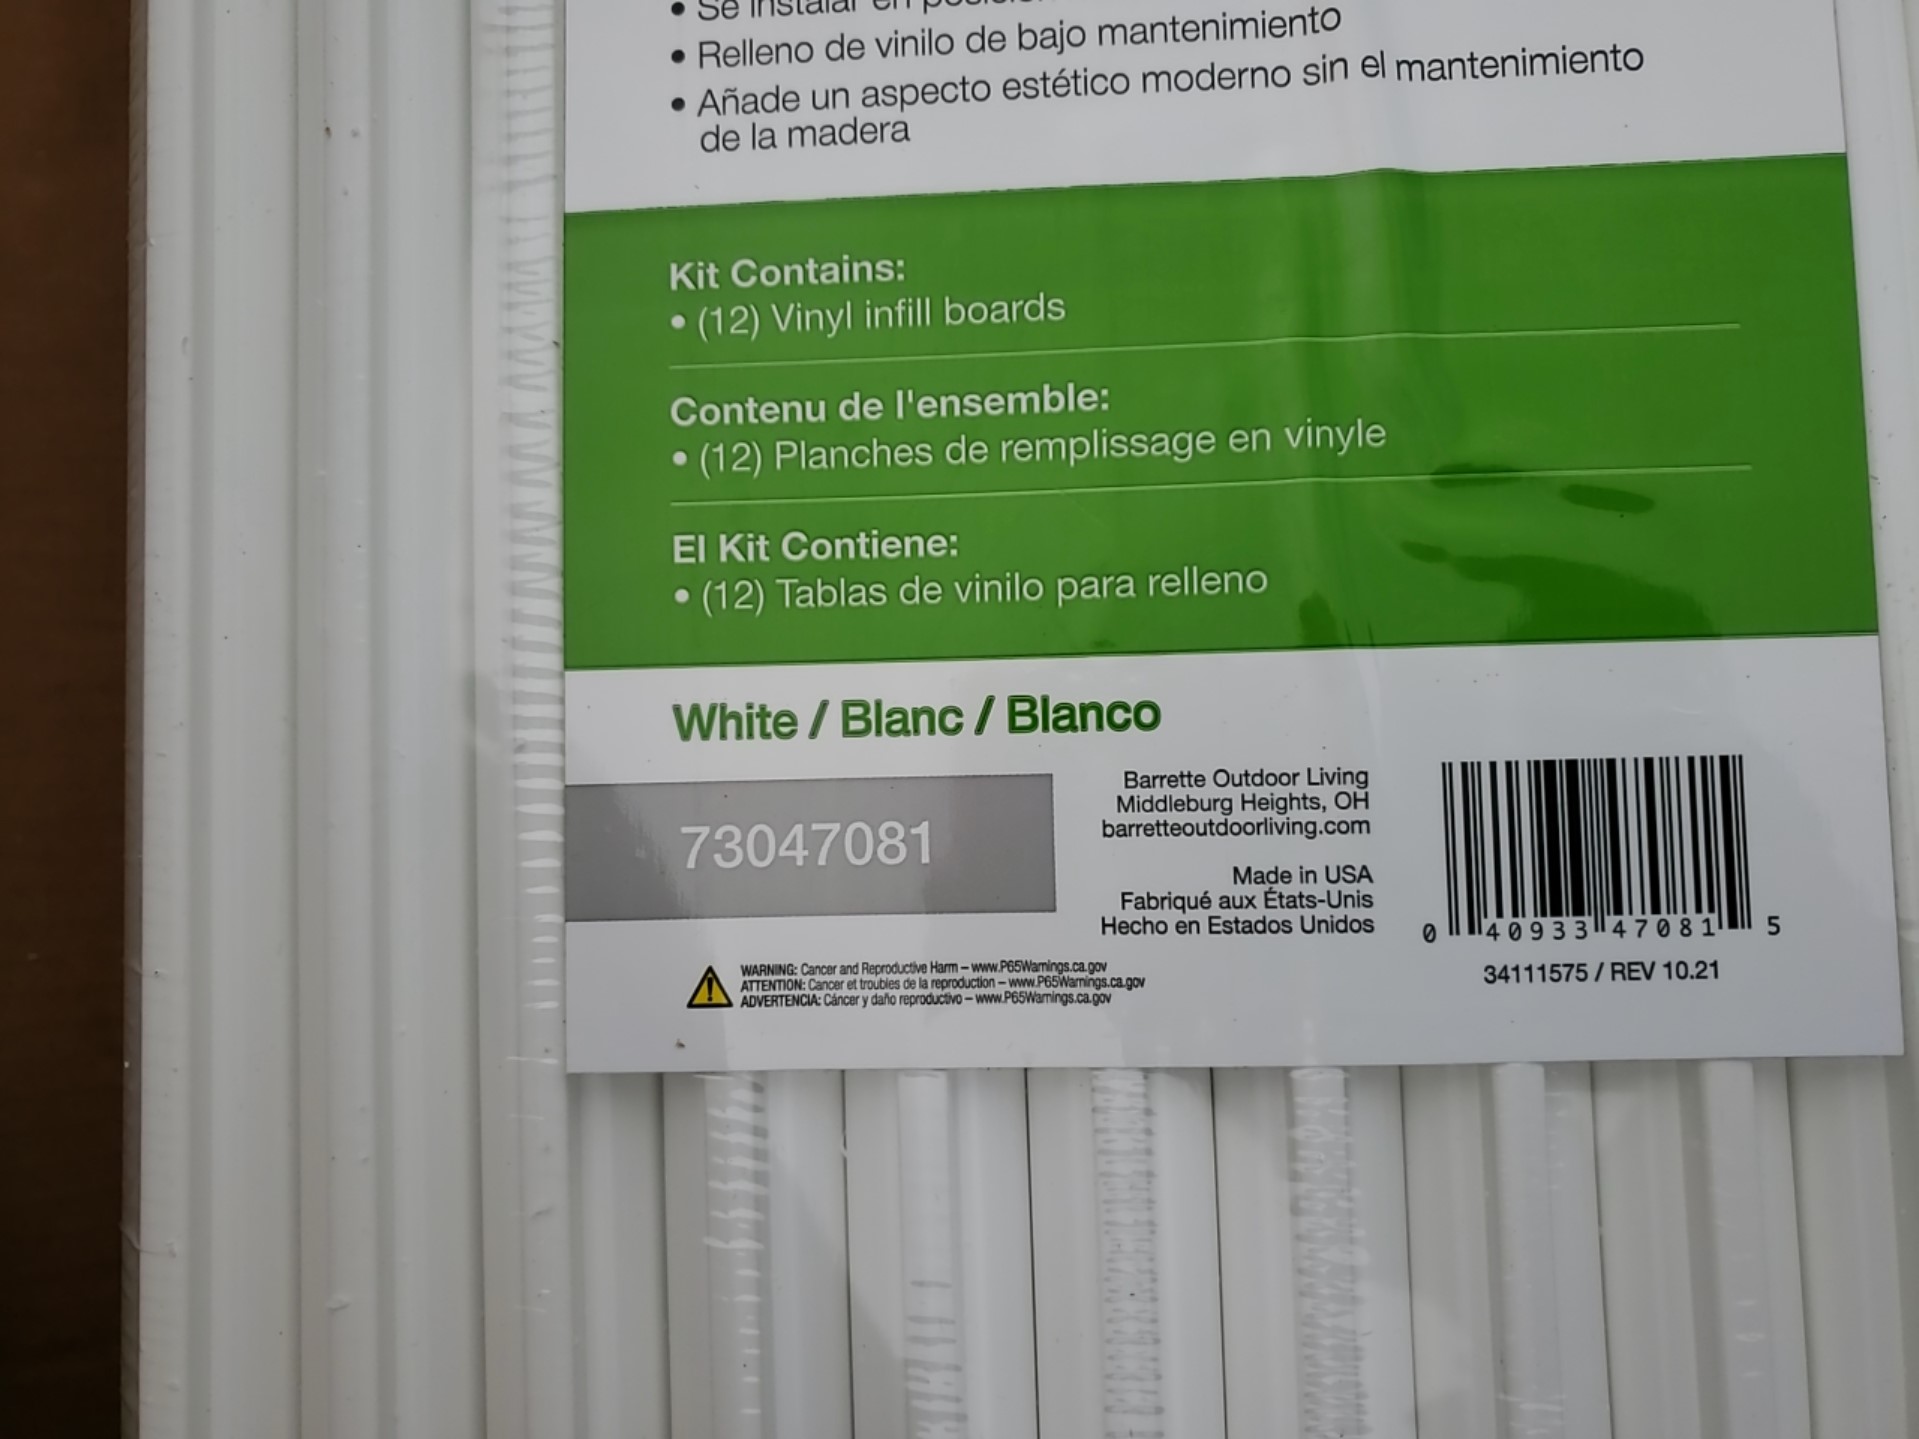 • Se instalar en
• Relleno de vinilo de bajo mantenimiento
• Añade un aspecto estético moderno sin el mantenimiento
de la madera
Kit Contains:
• (12) Vinyl infill boards
Contenu de l'ensemble:
• (12) Planches de remplissage en vinyle
El Kit Contiene:
• (12) Tablas de vinilo para relleno
White / Blanc / Blanco
73047081
Barrette Outdoor Living
Middleburg Heights, OH
barretteoutdoorliving.com
Made in USA
Fabriqué aux États-Unis
Hecho en Estados Unidos
0 40933 47081 5
34111575 / REV 10.21
WARNING: Cancer and Reproductive Harm – www.P65Warnings.ca.gov
ATTENTION: Cancer et troubles de la reproduction – www.P65Warnings.ca.gov
ADVERTENCIA: Cáncer y daño reproductivo – www.P65Warnings.ca.gov